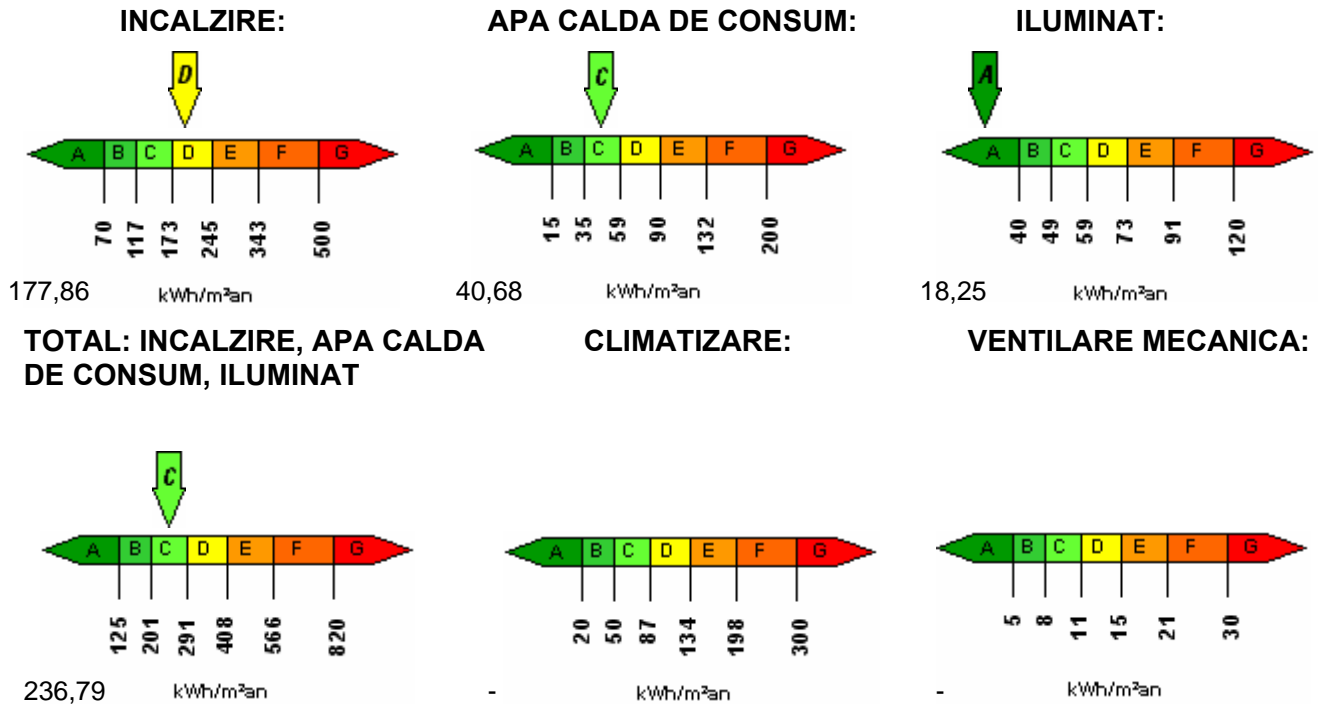 INCALZIRE:
D
A B C D E F G
70 117 173 245 343 500
177,86 kWh/m²an
APA CALDA DE CONSUM:
C
A B C D E F G
15 35 59 90 132 200
40,68 kWh/m²an
ILUMINAT:
A
A B C D E F G
40 49 59 73 91 120
18,25 kWh/m²an
TOTAL: INCALZIRE, APA CALDA
DE CONSUM, ILUMINAT
C
A B C D E F G
125 201 291 408 566 820
236,79 kWh/m²an
CLIMATIZARE:
A B C D E F G
20 50 87 134 198 300
- kWh/m²an
VENTILARE MECANICA:
A B C D E F G
5 8 11 15 21 30
- kWh/m²an